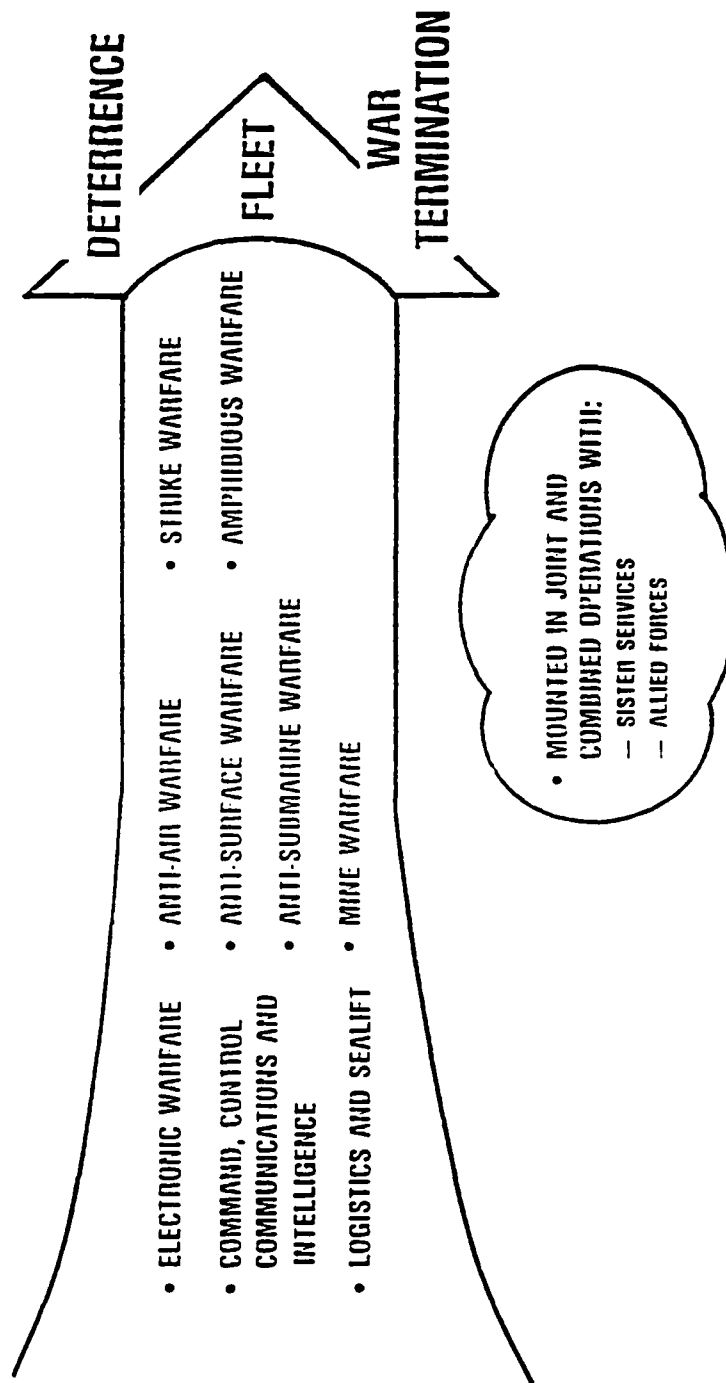 • ELECTRONIC WARFARE
• COMMAND, CONTROL
COMMUNICATIONS AND
INTELLIGENCE
• LOGISTICS AND SEALIFT
• ANTI-AIR WARFARE
• ANTI-SURFACE WARFARE
• ANTI-SUBMARINE WARFARE
• MINE WARFARE
• STRIKE WARFARE
• AMPHIBIOUS WARFARE
DETERRENCE
FLEET
WAR
TERMINATION
• MOUNTED IN JOINT AND
COMBINED OPERATIONS WITH:
– SISTER SERVICES
– ALLIED FORCES